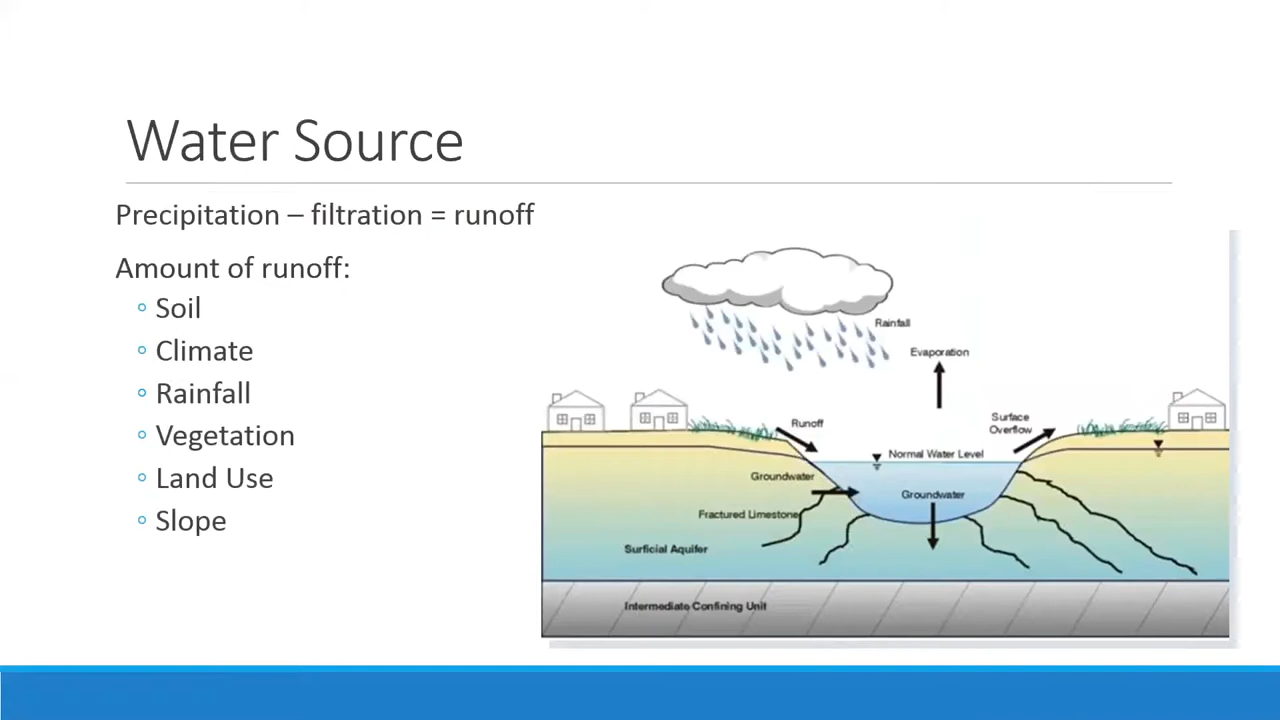 Water Source
Precipitation – filtration = runoff
Amount of runoff:
◦ Soil
◦ Climate
◦ Rainfall
◦ Vegetation
◦ Land Use
◦ Slope
Rainfall
Evaporation
Runoff
Surface
Overflow
Normal Water Level
Groundwater
Groundwater
Fractured Limestone
Surficial Aquifer
Intermediate Confining Unit